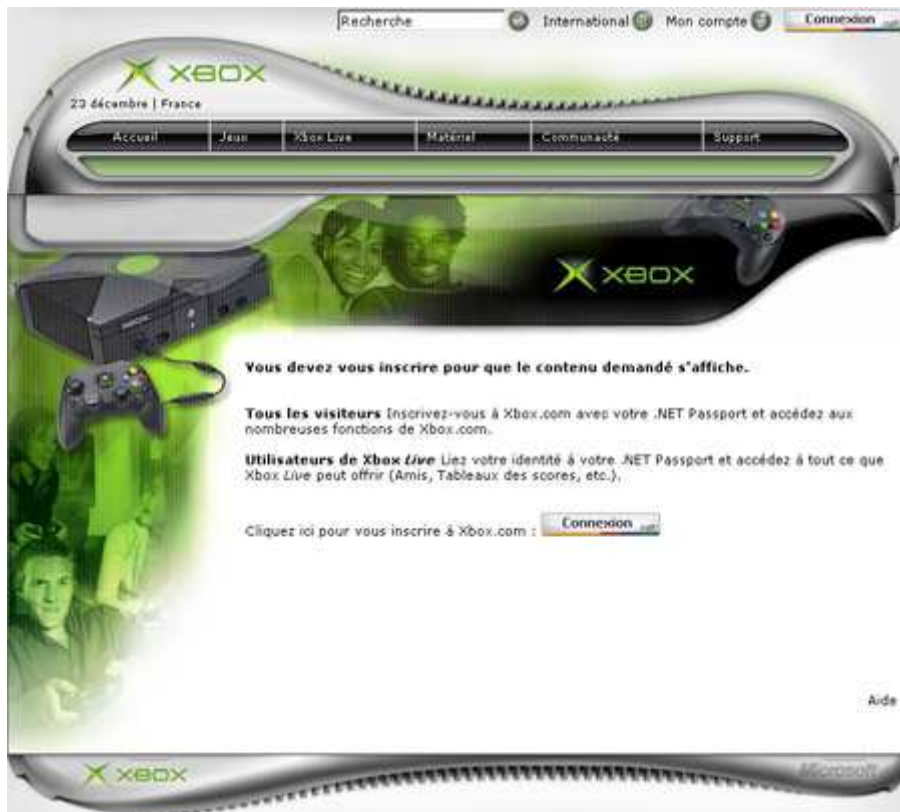 Recherche International Mon compte Connexion
XBOX
23 décembre | France
Accueil Jeux Xbox Live Matériel Communauté Support
XBOX
Vous devez vous inscrire pour que le contenu demandé s'affiche.
Tous les visiteurs Inscrivez-vous à Xbox.com avec votre .NET Passport et accédez aux
nombreuses fonctions de Xbox.com.
Utilisateurs de Xbox Live Liez votre identité à votre .NET Passport et accédez à tout ce que
Xbox Live peut offrir (Amis, Tableaux des scores, etc.).
Cliquez ici pour vous inscrire à Xbox.com : Connexion
Aide
XBOX Microsoft